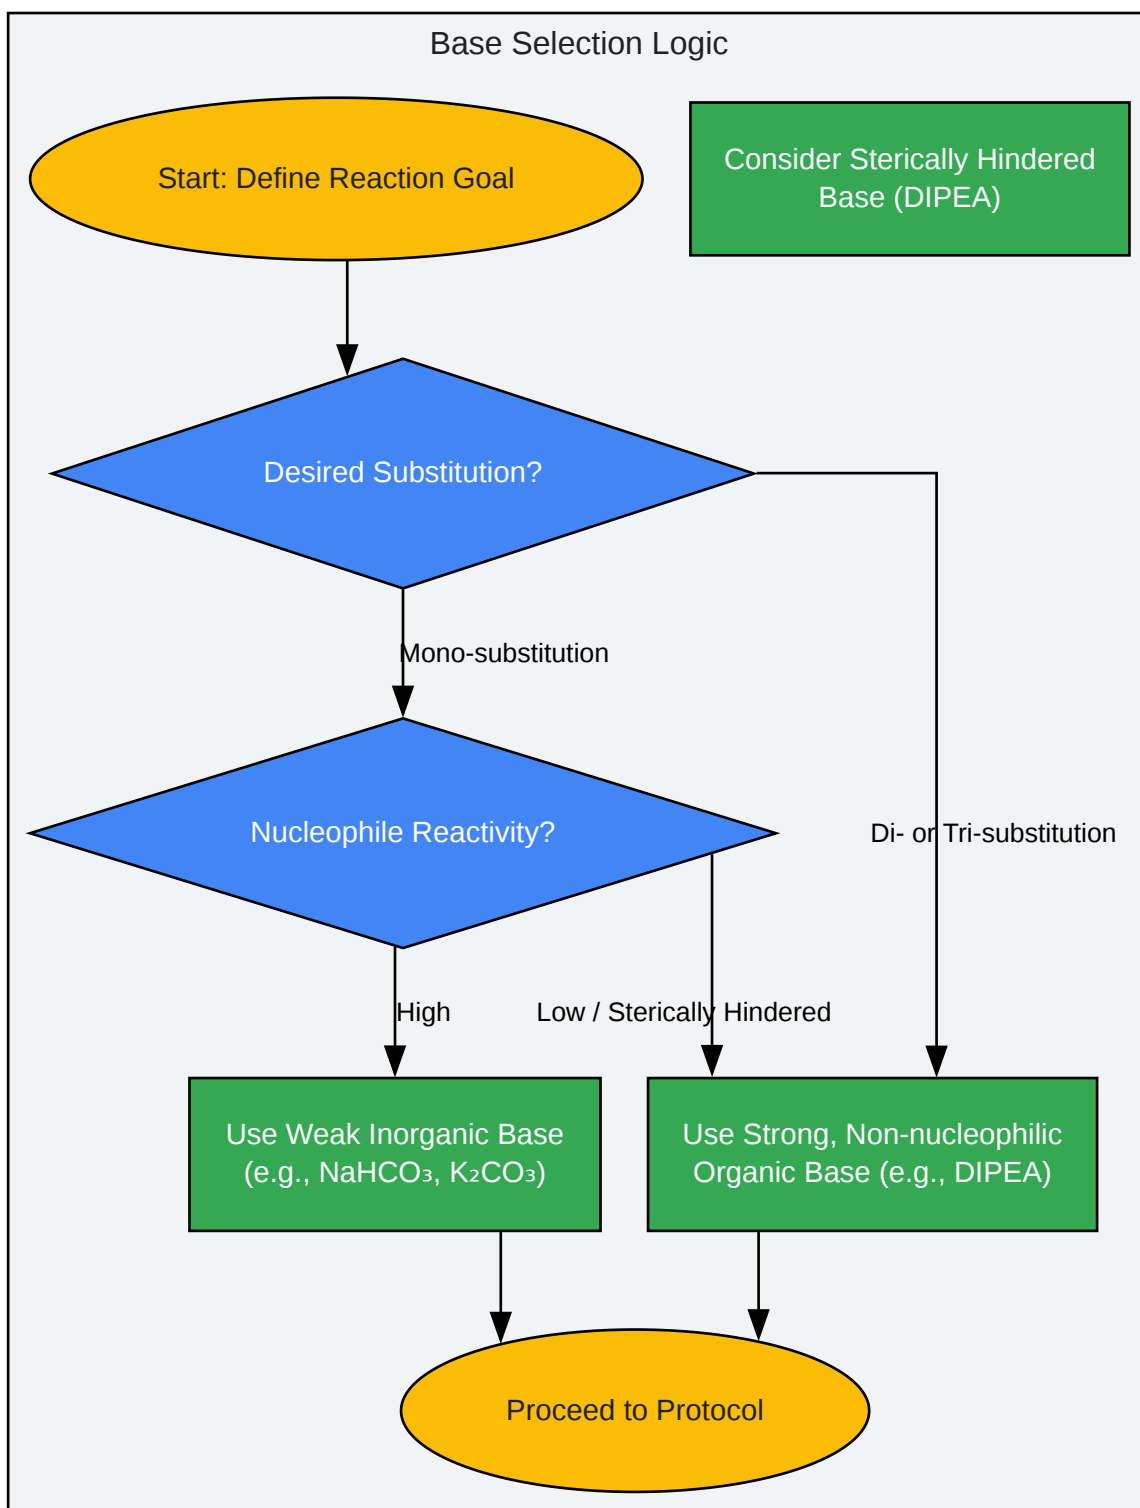 Base Selection Logic
Start: Define Reaction Goal
Consider Sterically Hindered
Base (DIPEA)
Desired Substitution?
Mono-substitution
Nucleophile Reactivity?
Di- or Tri-substitution
High
Low / Sterically Hindered
Use Weak Inorganic Base
(e.g., NaHCO₃, K₂CO₃)
Use Strong, Non-nucleophilic
Organic Base (e.g., DIPEA)
Proceed to Protocol